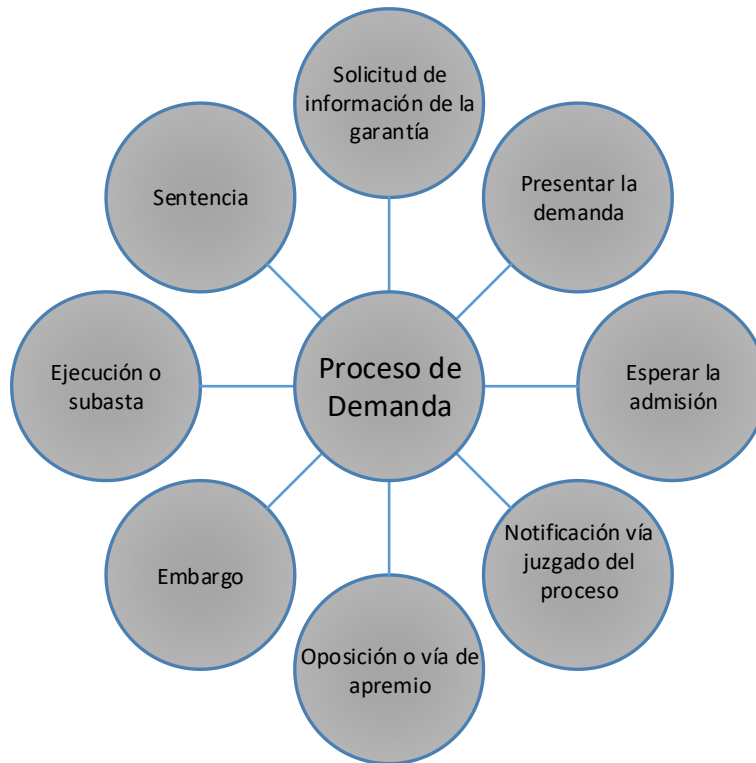 Solicitud de
información de la
garantía
Presentar la
demanda
Esperar la
admisión
Notificación vía
juzgado del
proceso
Oposición o vía de
apremio
Embargo
Ejecución o
subasta
Sentencia
Proceso de
Demanda